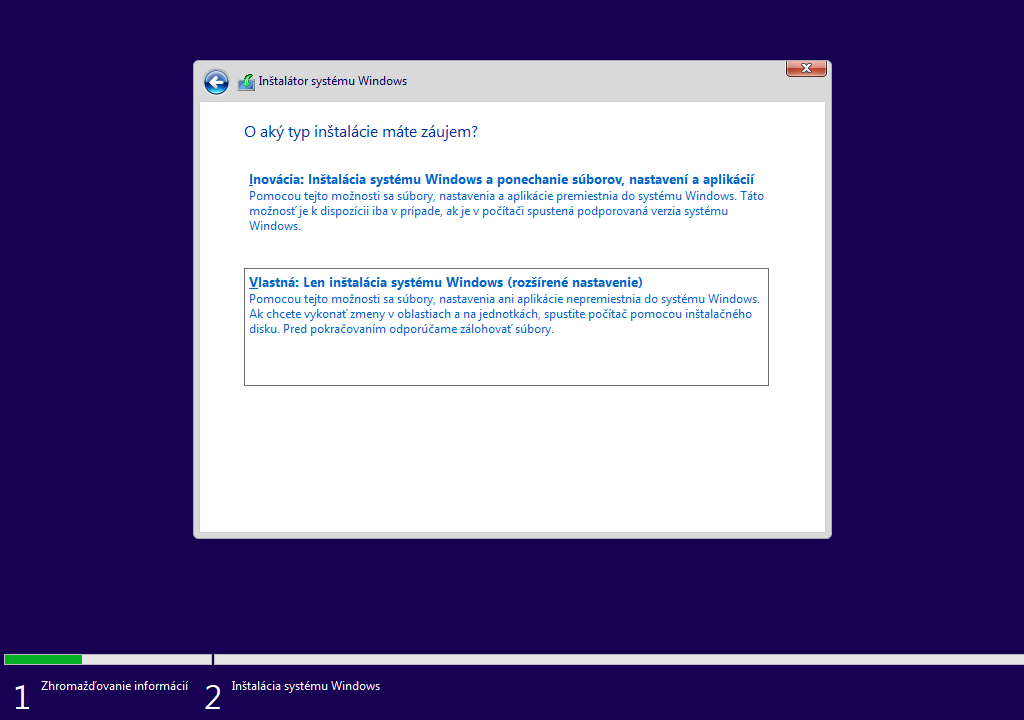 Inštalátor systému Windows
O aký typ inštalácie máte záujem?
Inovácia: Inštalácia systému Windows a ponechanie súborov, nastavení a aplikácií
Pomocou tejto možnosti sa súbory, nastavenia a aplikácie premiestnia do systému Windows. Táto
možnosť je k dispozícii iba v prípade, ak je v počítači spustená podporovaná verzia systému
Windows.
Vlastná: Len inštalácia systému Windows (rozšírené nastavenie)
Pomocou tejto možnosti sa súbory, nastavenia ani aplikácie nepremiestnia do systému Windows.
Ak chcete vykonať zmeny v oblastiach a na jednotkách, spustite počítač pomocou inštalačného
disku. Pred pokračovaním odporúčame zálohovať súbory.
1 Zhromažďovanie informácií 2 Inštalácia systému Windows